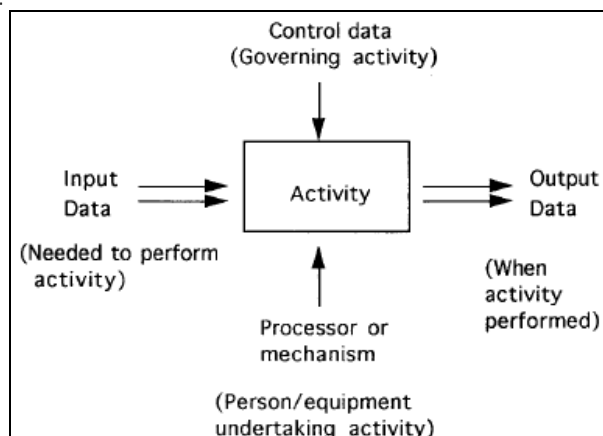 Control data
(Governing activity)
Input
Data
Activity
Output
Data
(Needed to perform
activity)
(When
activity
performed)
Processor or
mechanism
(Person/equipment
undertaking activity)